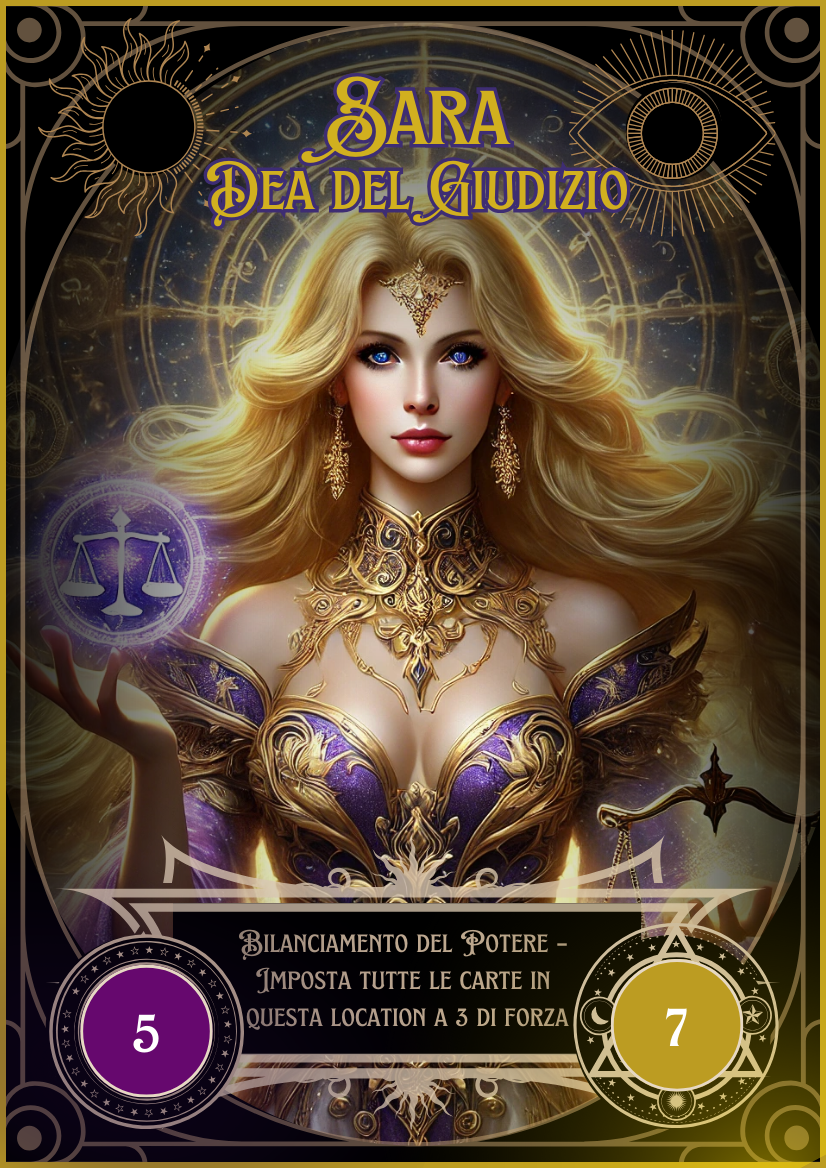 Sara
Dea del Giudizio
Bilanciamento del Potere –
Imposta tutte le carte in
questa location a 3 di forza
5
7